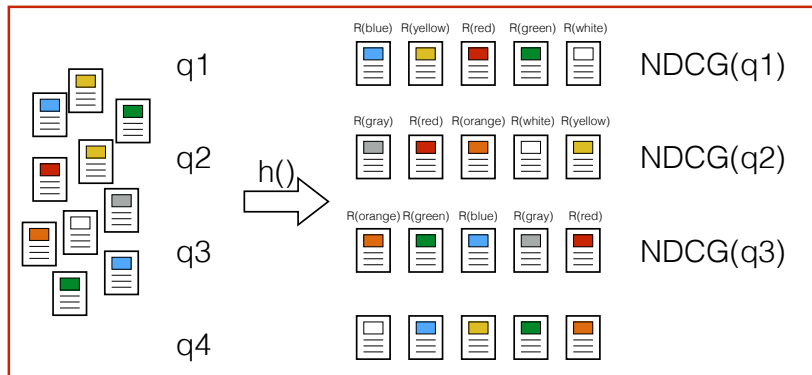 R(blue) R(yellow) R(red) R(green) R(white)
q1 NDCG(q1)
R(gray) R(red) R(orange) R(white) R(yellow)
q2 NDCG(q2)
h()
R(orange) R(green) R(blue) R(gray) R(red)
q3 NDCG(q3)
q4